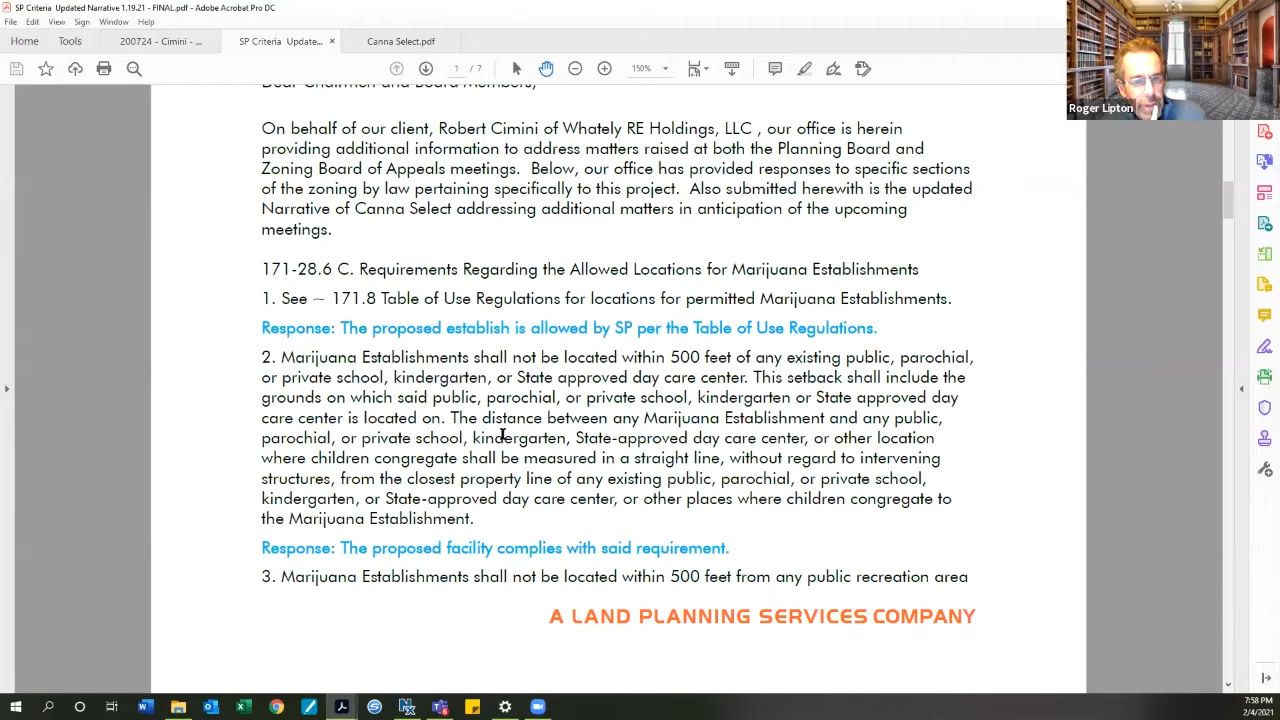 SP Criteria Updated Narrative 1.19.21 - FINAL.pdf - Adobe Acrobat Pro DC
File Edit View Sign Window Help
Home Tools 200724 - Cimini - ... SP Criteria Update... × Canna Select.pdf
1 / 7 150%
Roger Lipton
Dear Chairmen and Board Members,
On behalf of our client, Robert Cimini of Whately RE Holdings, LLC , our office is herein
providing additional information to address matters raised at both the Planning Board and
Zoning Board of Appeals meetings. Below, our office has provided responses to specific sections
of the zoning by law pertaining specifically to this project. Also submitted herewith is the updated
Narrative of Canna Select addressing additional matters in anticipation of the upcoming
meetings.
171-28.6 C. Requirements Regarding the Allowed Locations for Marijuana Establishments
1. See ~ 171.8 Table of Use Regulations for locations for permitted Marijuana Establishments.
Response: The proposed establish is allowed by SP per the Table of Use Regulations.
2. Marijuana Establishments shall not be located within 500 feet of any existing public, parochial,
or private school, kindergarten, or State approved day care center. This setback shall include the
grounds on which said public, parochial, or private school, kindergarten or State approved day
care center is located on. The distance between any Marijuana Establishment and any public,
parochial, or private school, kindergarten, State-approved day care center, or other location
where children congregate shall be measured in a straight line, without regard to intervening
structures, from the closest property line of any existing public, parochial, or private school,
kindergarten, or State-approved day care center, or other places where children congregate to
the Marijuana Establishment.
Response: The proposed facility complies with said requirement.
3. Marijuana Establishments shall not be located within 500 feet from any public recreation area
A LAND PLANNING SERVICES COMPANY
7:58 PM
2/4/2021